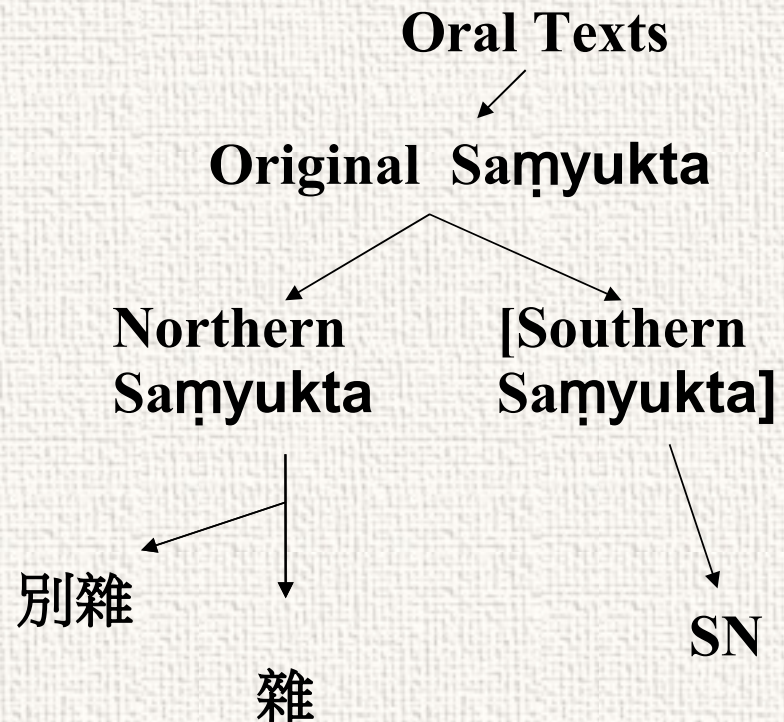 Oral Texts
Original Saṃyukta
Northern
Saṃyukta
[Southern
Saṃyukta]
別雜
SN
雜